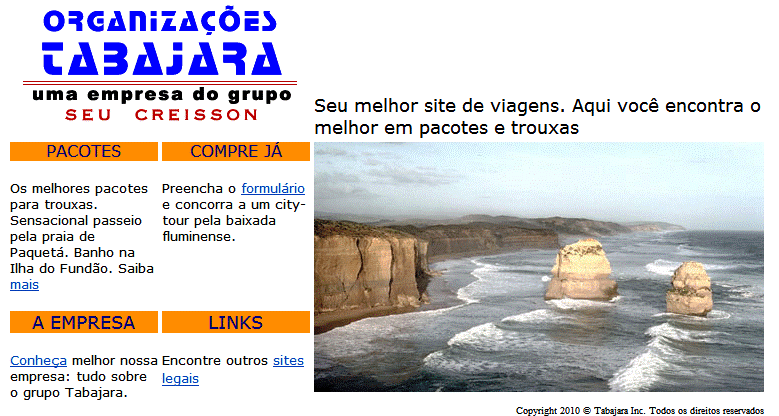 ORGANIZAÇÕES
TABAJARA
uma empresa do grupo
SEU CREISSON
Seu melhor site de viagens. Aqui você encontra o
melhor em pacotes e trouxas
PACOTES
Os melhores pacotes
para trouxas.
Sensacional passeio
pela praia de
Paquetá. Banho na
Ilha do Fundão. Saiba
mais
COMPRE JÁ
Preencha o formulário
e concorra a um city-
tour pela baixada
fluminense.
A EMPRESA
Conheça melhor nossa
empresa: tudo sobre
o grupo Tabajara.
LINKS
Encontre outros sites
legais
Copyright 2010 © Tabajara Inc. Todos os direitos reservados